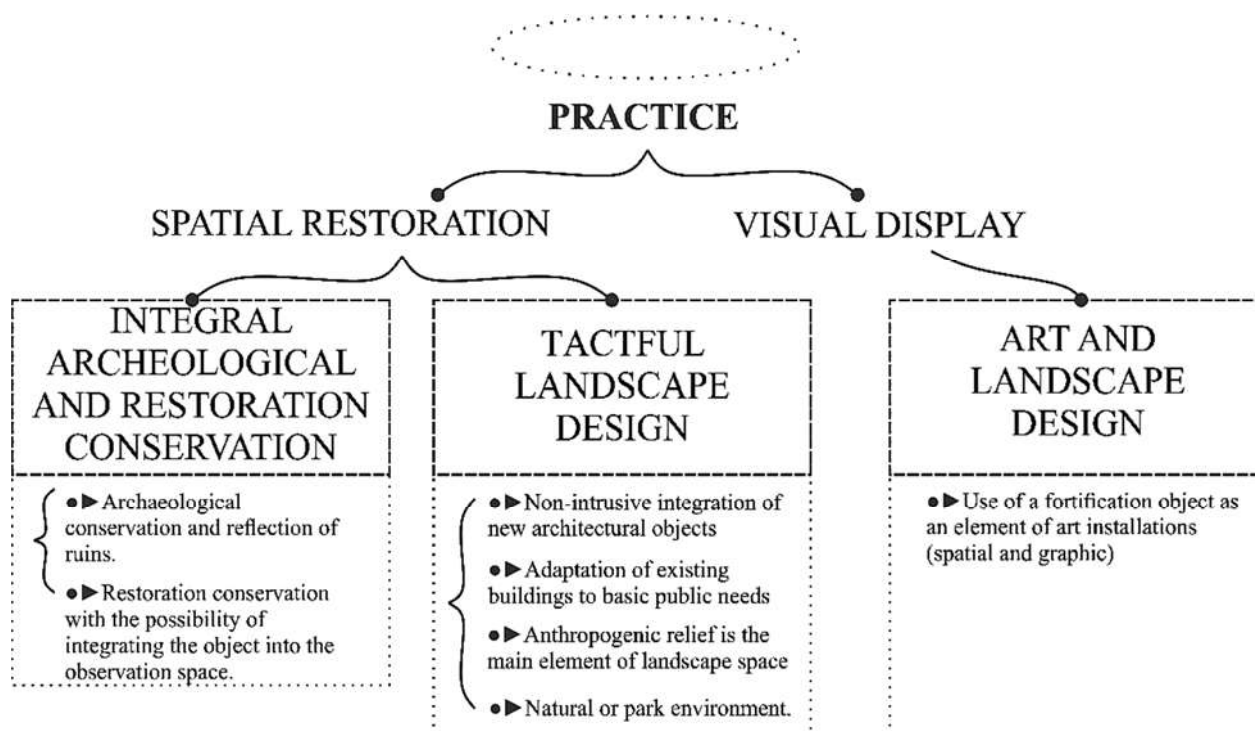 PRACTICE
SPATIAL RESTORATION
VISUAL DISPLAY
INTEGRAL
ARCHEOLOGICAL
AND RESTORATION
CONSERVATION
●► Archaeological
conservation and reflection of
ruins.
●► Restoration conservation
with the possibility of
integrating the object into the
observation space.
TACTFUL
LANDSCAPE
DESIGN
●► Non-intrusive integration of
new architectural objects
●► Adaptation of existing
buildings to basic public needs
●► Anthropogenic relief is the
main element of landscape space
●► Natural or park environment.
ART AND
LANDSCAPE
DESIGN
●► Use of a fortification object as
an element of art installations
(spatial and graphic)